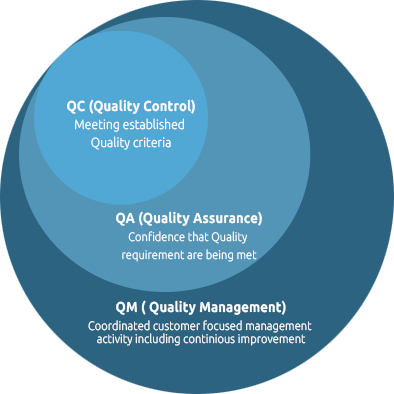 QC (Quality Control)
Meeting established
Quality criteria
QA (Quality Assurance)
Confidence that Quality
requirement are being met
QM ( Quality Management)
Coordinated customer focused management
activity including continious improvement